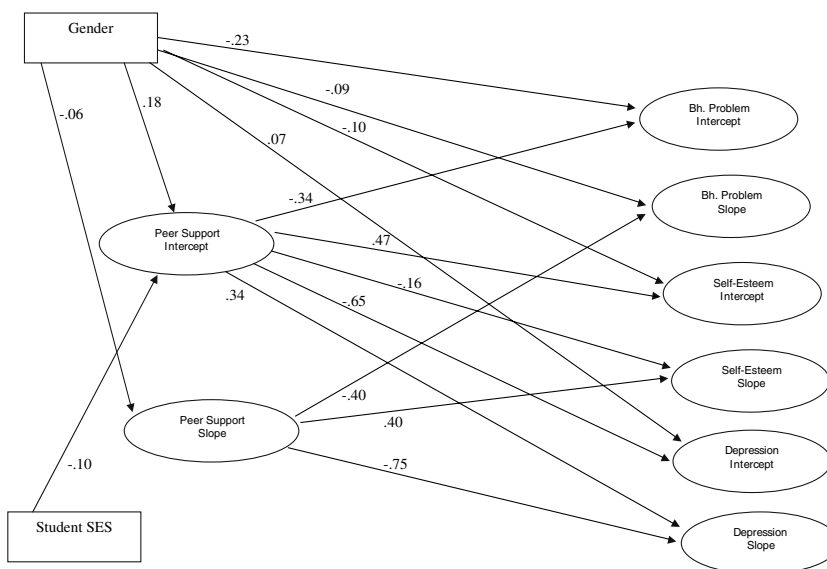 Gender
-.23
-.09
Bh. Problem
Intercept
-.06
.18
.07
-.10
-.34
Bh. Problem
Slope
Peer Support
Intercept
.47
-.16
Self-Esteem
Intercept
.34
-.65
Self-Esteem
Slope
-.40
Peer Support
Slope
.40
Depression
Intercept
-.10
-.75
Student SES
Depression
Slope